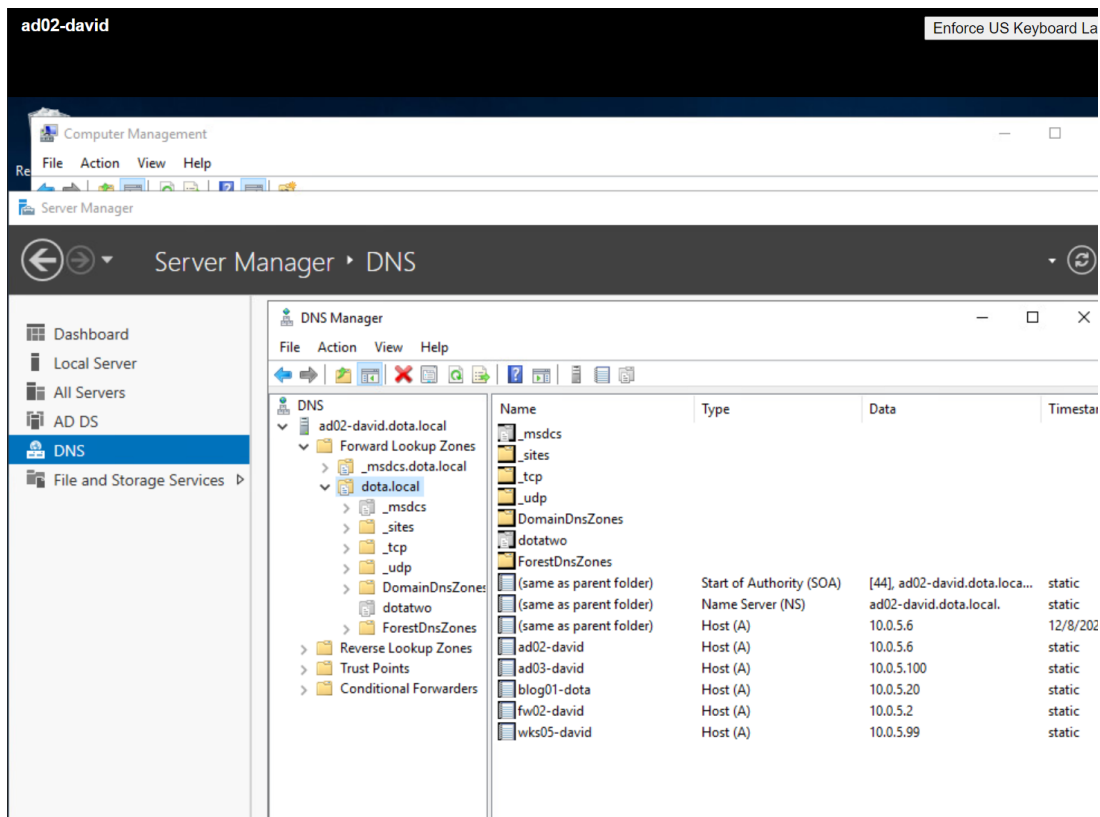 ad02-david
Enforce US Keyboard La
Computer Management
Re
File Action View Help
Server Manager
Server Manager DNS
Dashboard
Local Server
All Servers
AD DS
DNS
File and Storage Services
DNS Manager
File Action View Help
DNS
ad02-david.dota.local
Forward Lookup Zones
_msdcs.dota.local
dota.local
_msdcs
_sites
_tcp
_udp
DomainDnsZones
dotatwo
ForestDnsZones
Reverse Lookup Zones
Trust Points
Conditional Forwarders
Name Type Data Timestar
_msdcs
_sites
_tcp
_udp
DomainDnsZones
dotatwo
ForestDnsZones
(same as parent folder) Start of Authority (SOA) [44], ad02-david.dota.loca... static
(same as parent folder) Name Server (NS) ad02-david.dota.local. static
(same as parent folder) Host (A) 10.0.5.6 12/8/202
ad02-david Host (A) 10.0.5.6 static
ad03-david Host (A) 10.0.5.100 static
blog01-dota Host (A) 10.0.5.20 static
fw02-david Host (A) 10.0.5.2 static
wks05-david Host (A) 10.0.5.99 static